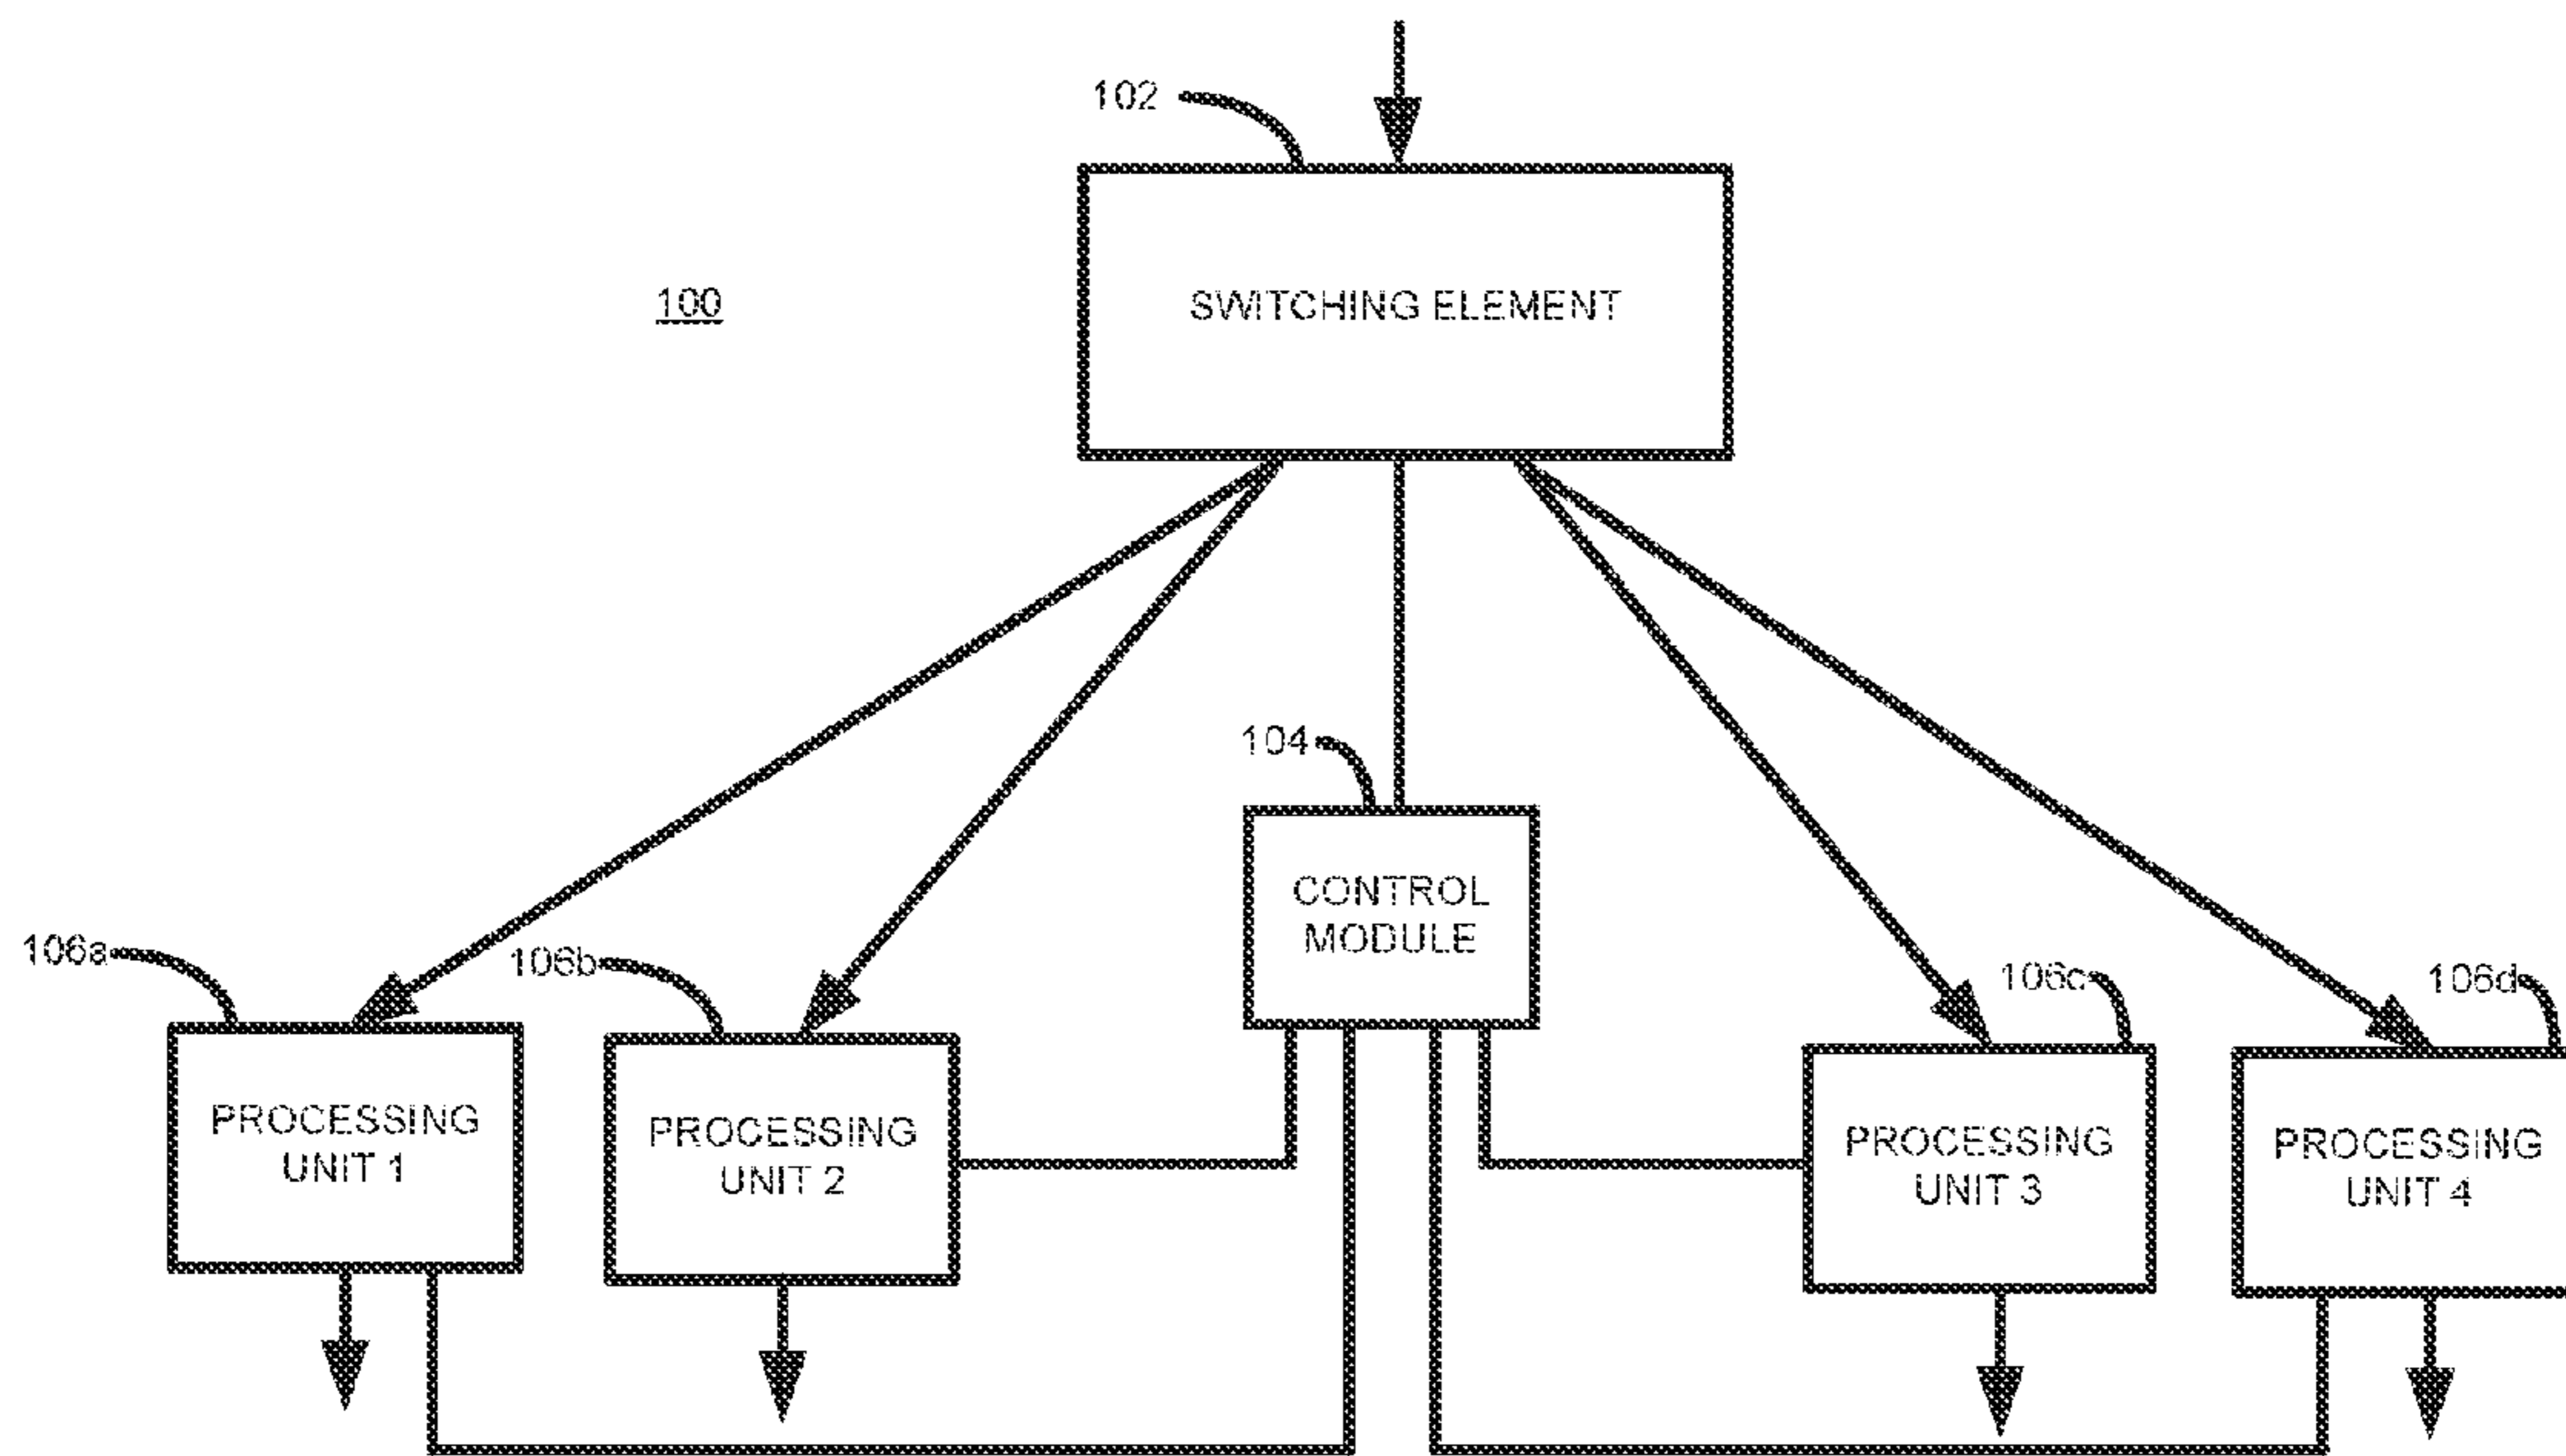 102
100
SWITCHING ELEMENT
104
CONTROL
MODULE
106a
106b
106c
106d
PROCESSING
UNIT 1
PROCESSING
UNIT 2
PROCESSING
UNIT 3
PROCESSING
UNIT 4